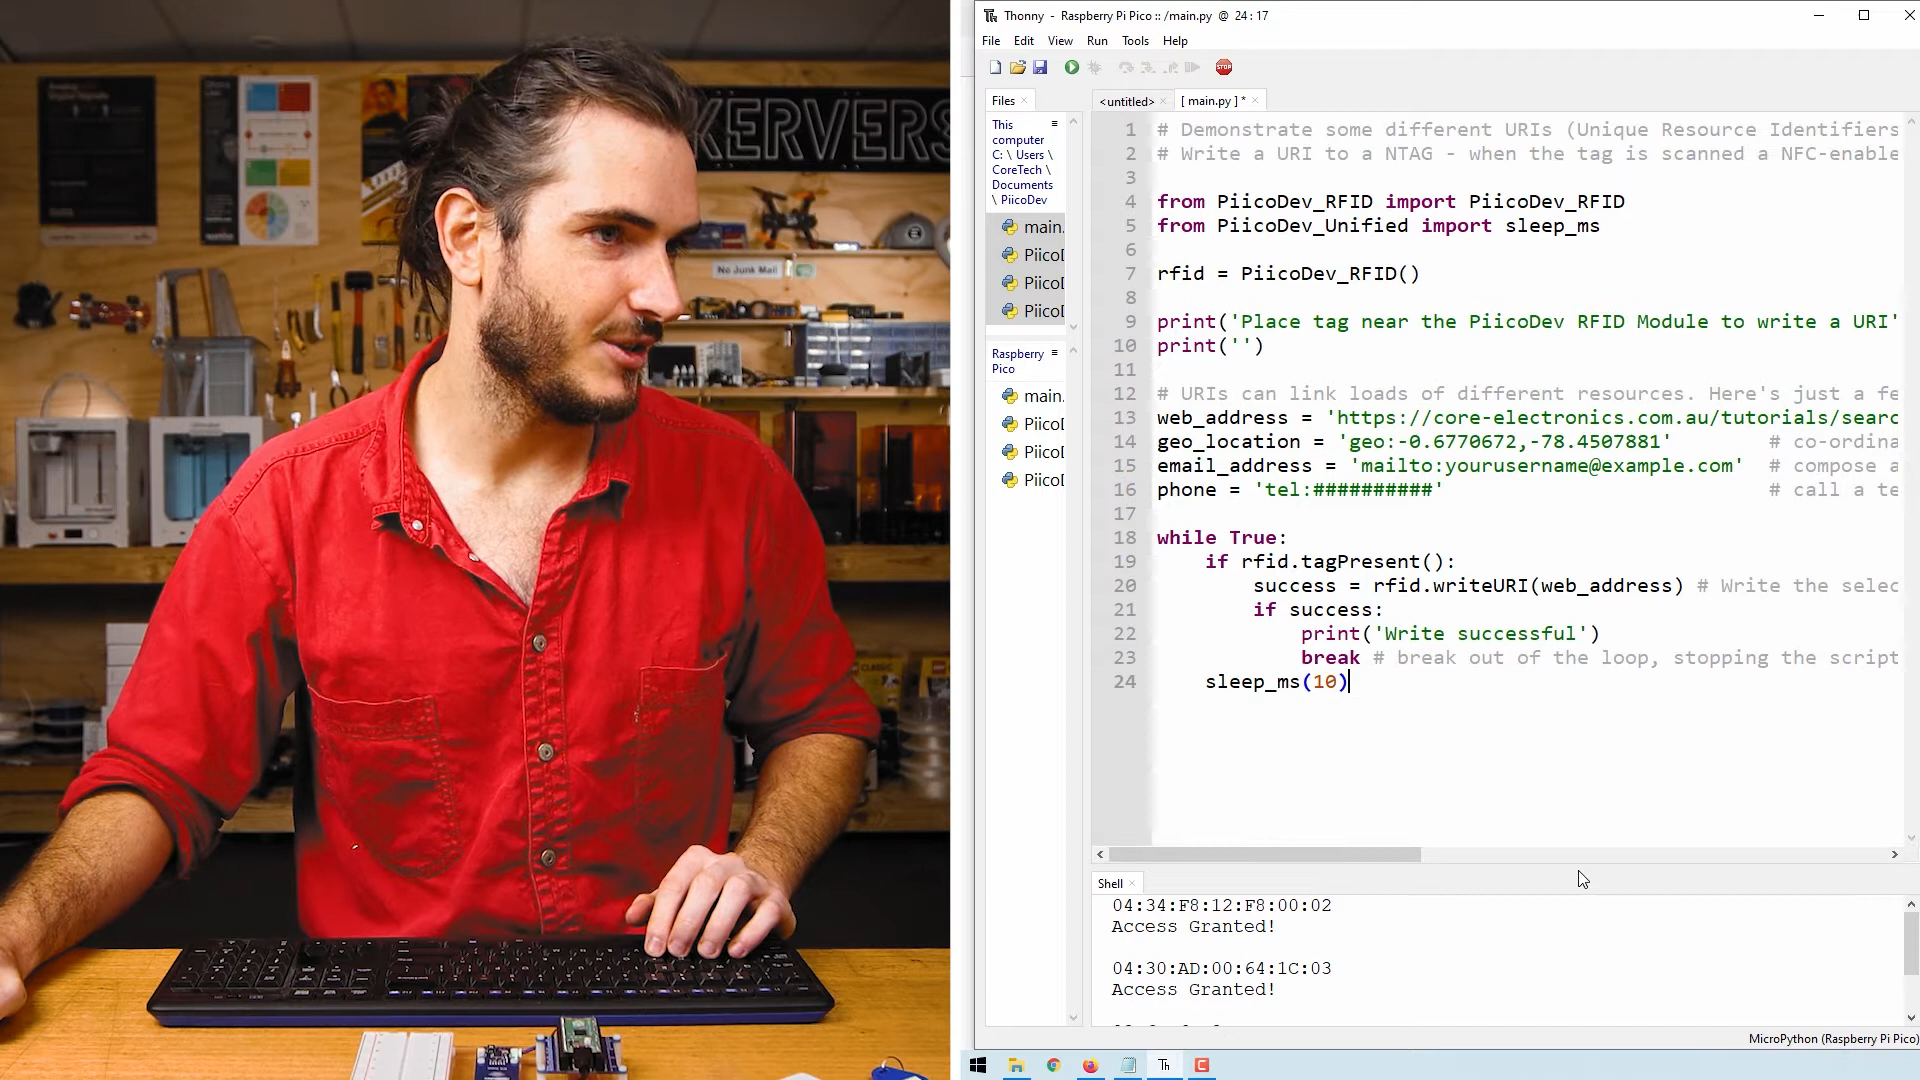 KERVERS
No Junk Mail
CLASSIC
Thonny - Raspberry Pi Pico :: /main.py @ 24:17
File Edit View Run Tools Help
STOP
Files
<untitled> [ main.py ] *
This computer
C: \ Users \
CoreTech \
Documents
\ PiicoDev
main.
Piico
Piico
Piico
Raspberry
Pico
main.
Piico
Piico
Piico
1 # Demonstrate some different URIs (Unique Resource Identifiers
2 # Write a URI to a NTAG - when the tag is scanned a NFC-enable
3
4 from PiicoDev_RFID import PiicoDev_RFID
5 from PiicoDev_Unified import sleep_ms
6
7 rfid = PiicoDev_RFID()
8
9 print('Place tag near the PiicoDev RFID Module to write a URI'
10 print('')
11
12 # URIs can link loads of different resources. Here's just a fe
13 web_address = 'https://core-electronics.com.au/tutorials/searc
14 geo_location = 'geo:-0.6770672,-78.4507881' # co-ordina
15 email_address = 'mailto:yourusername@example.com' # compose a
16 phone = 'tel:##########' # call a te
17
18 while True:
19 if rfid.tagPresent():
20 success = rfid.writeURI(web_address) # Write the selec
21 if success:
22 print('Write successful')
23 break # break out of the loop, stopping the script
24 sleep_ms(10)
Shell
04:34:F8:12:F8:00:02
Access Granted!
04:30:AD:00:64:1C:03
Access Granted!
MicroPython (Raspberry Pi Pico)
Th